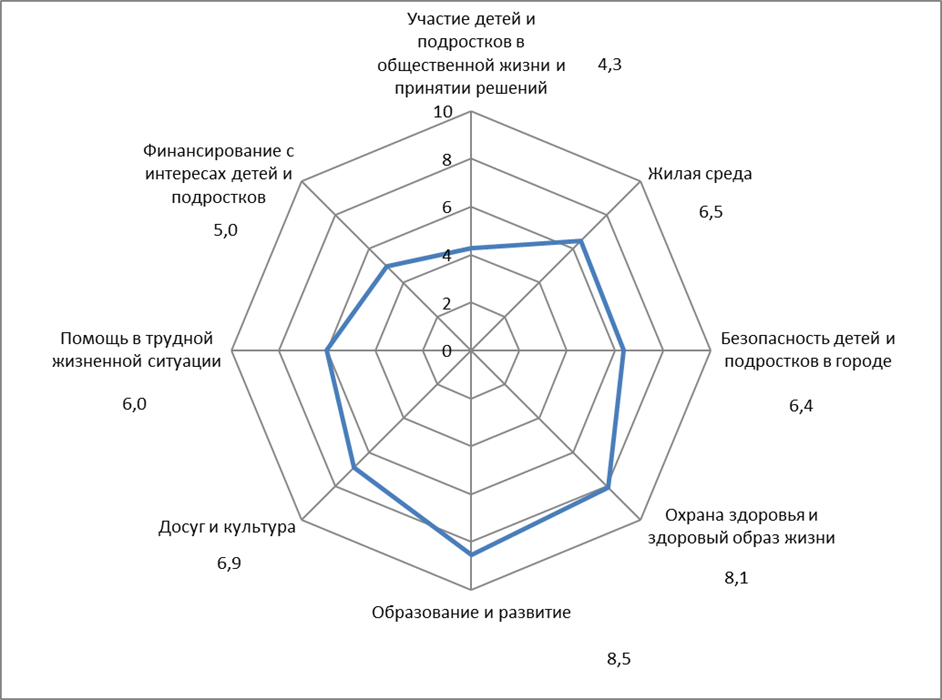 Участие детей и
подростков в
общественной жизни и
принятии решений
4,3
Жилая среда
6,5
Безопасность детей и
подростков в городе
6,4
Охрана здоровья и
здоровый образ жизни
8,1
Образование и развитие
8,5
Досуг и культура
6,9
Помощь в трудной
жизненной ситуации
6,0
Финансирование с
интересах детей и
подростков
5,0
10
8
6
4
2
0